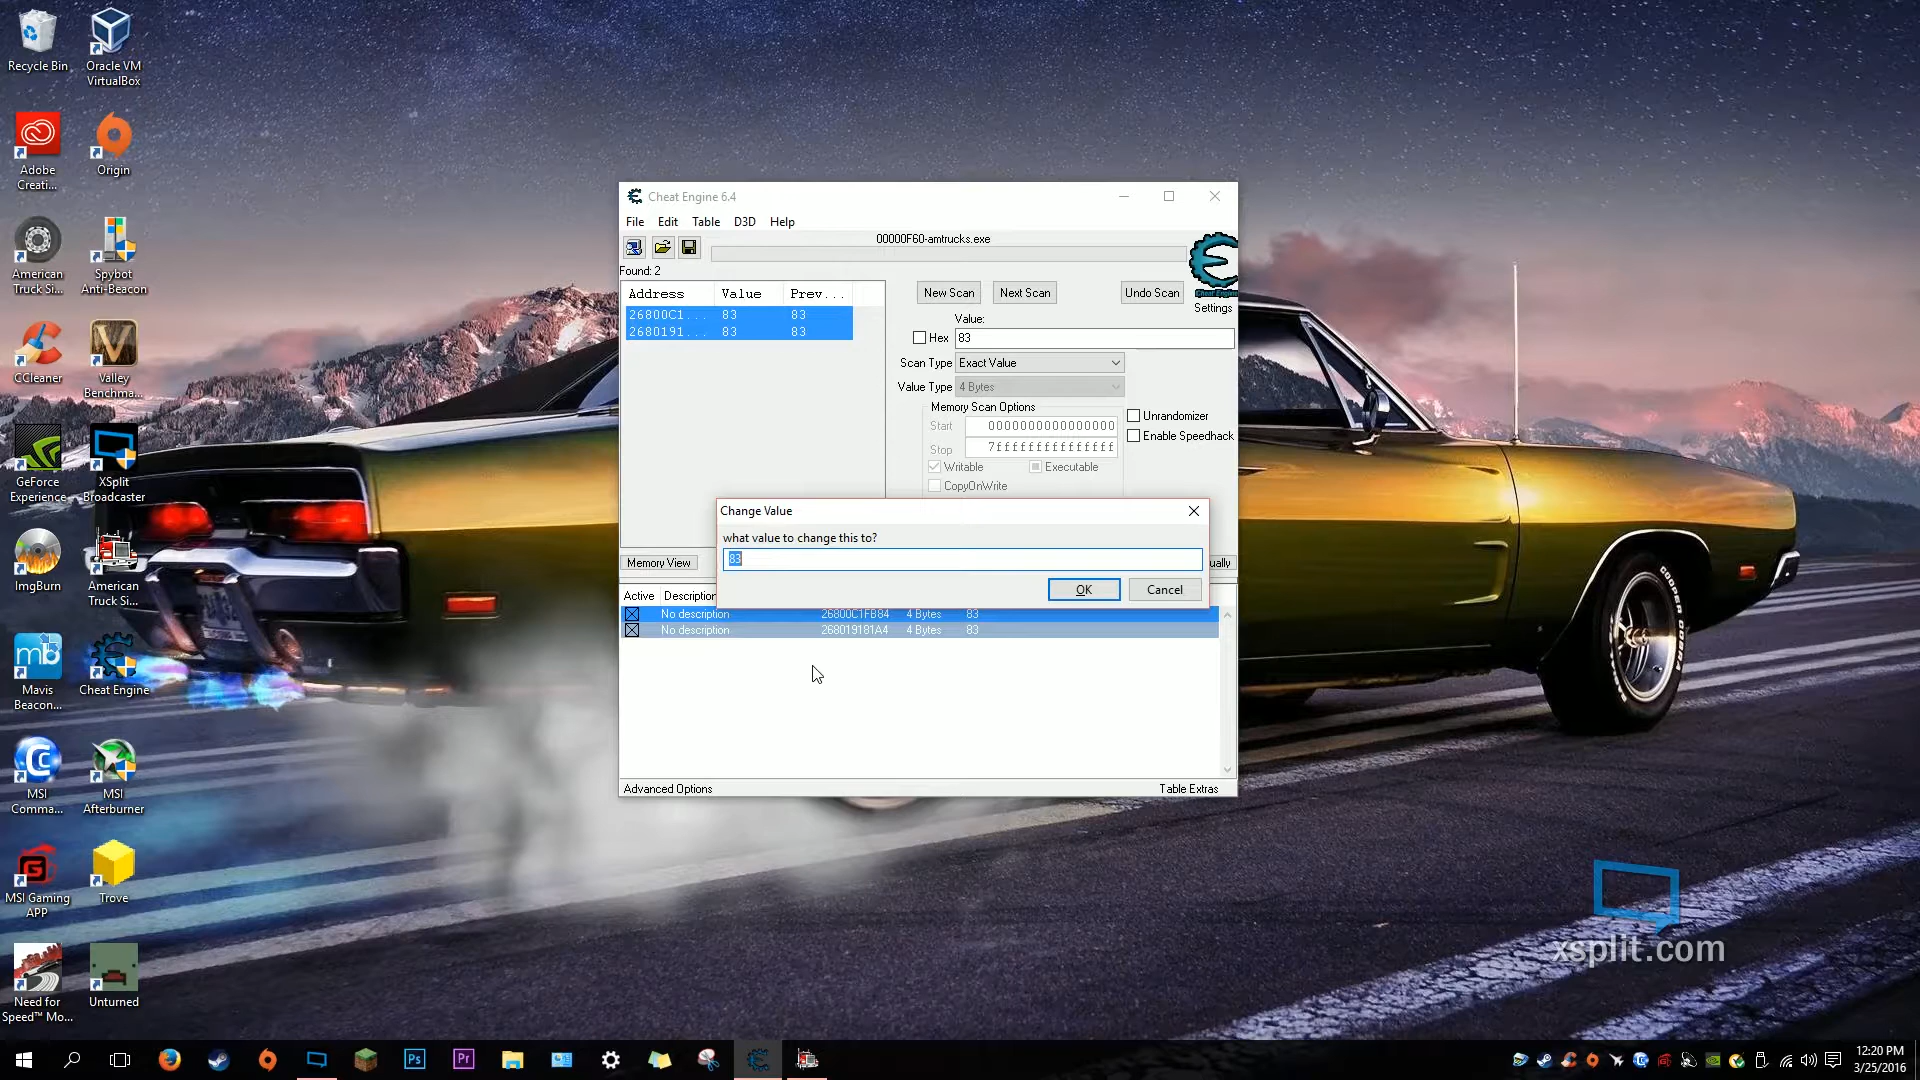 Recycle Bin
Oracle VM
VirtualBox
Adobe
Creati...
Origin
American
Truck Si...
Spybot
Anti-Beacon
CCleaner
Valley
Benchma...
GeForce
Experience
XSplit
Broadcaster
ImgBurn
American
Truck Si...
Mavis
Beacon...
Cheat Engine
MSI
Comma...
MSI
Afterburner
MSI Gaming
APP
Trove
Need for
Speed™ Mo...
Unturned
Cheat Engine 6.4
File Edit Table D3D Help
00000F60-amtrucks.exe
Found: 2
Address Value Prev...
26800C1... 83 83
2680191... 83 83
New Scan Next Scan Undo Scan
Settings
Value:
Hex 83
Scan Type Exact Value
Value Type 4 Bytes
Memory Scan Options
Start 0000000000000000
Stop 7fffffffffffffff
Writable Executable
CopyOnWrite
Unrandomizer
Enable Speedhack
Change Value
what value to change this to?
83
OK Cancel
Memory View
ually
Active Description
No description 26800C1FB84 4 Bytes 83
No description 268019181A4 4 Bytes 83
Advanced Options Table Extras
xsplit.com
12:20 PM
3/25/2016